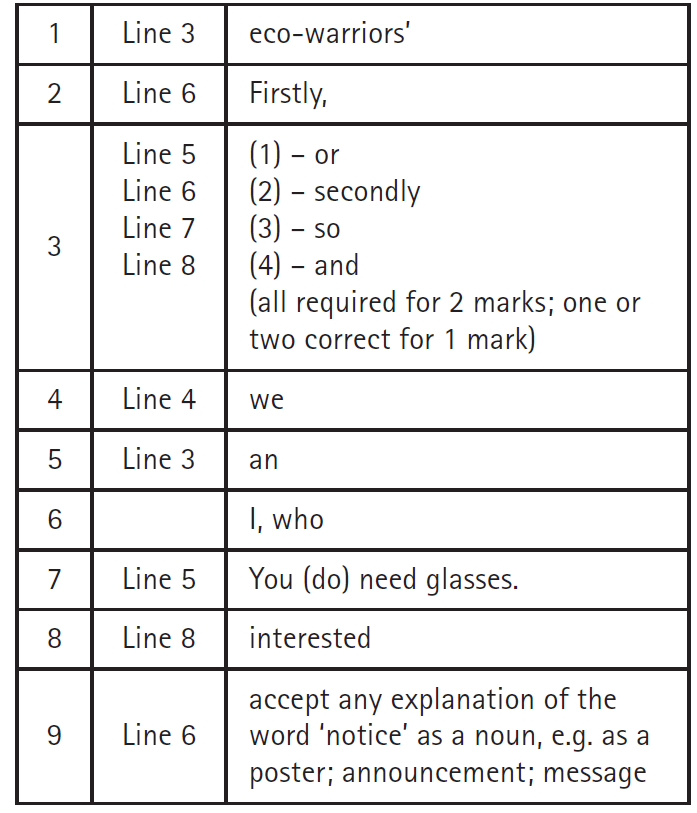 1 Line 3 eco-warriors’
2 Line 6 Firstly,
3
Line 5 (1) – or
Line 6 (2) – secondly
Line 7 (3) – so
Line 8 (4) – and
(all required for 2 marks; one or
two correct for 1 mark)
4 Line 4 we
5 Line 3 an
6 I, who
7 Line 5 You (do) need glasses.
8 Line 8 interested
9 Line 6
accept any explanation of the
word ‘notice’ as a noun, e.g. as a
poster; announcement; message